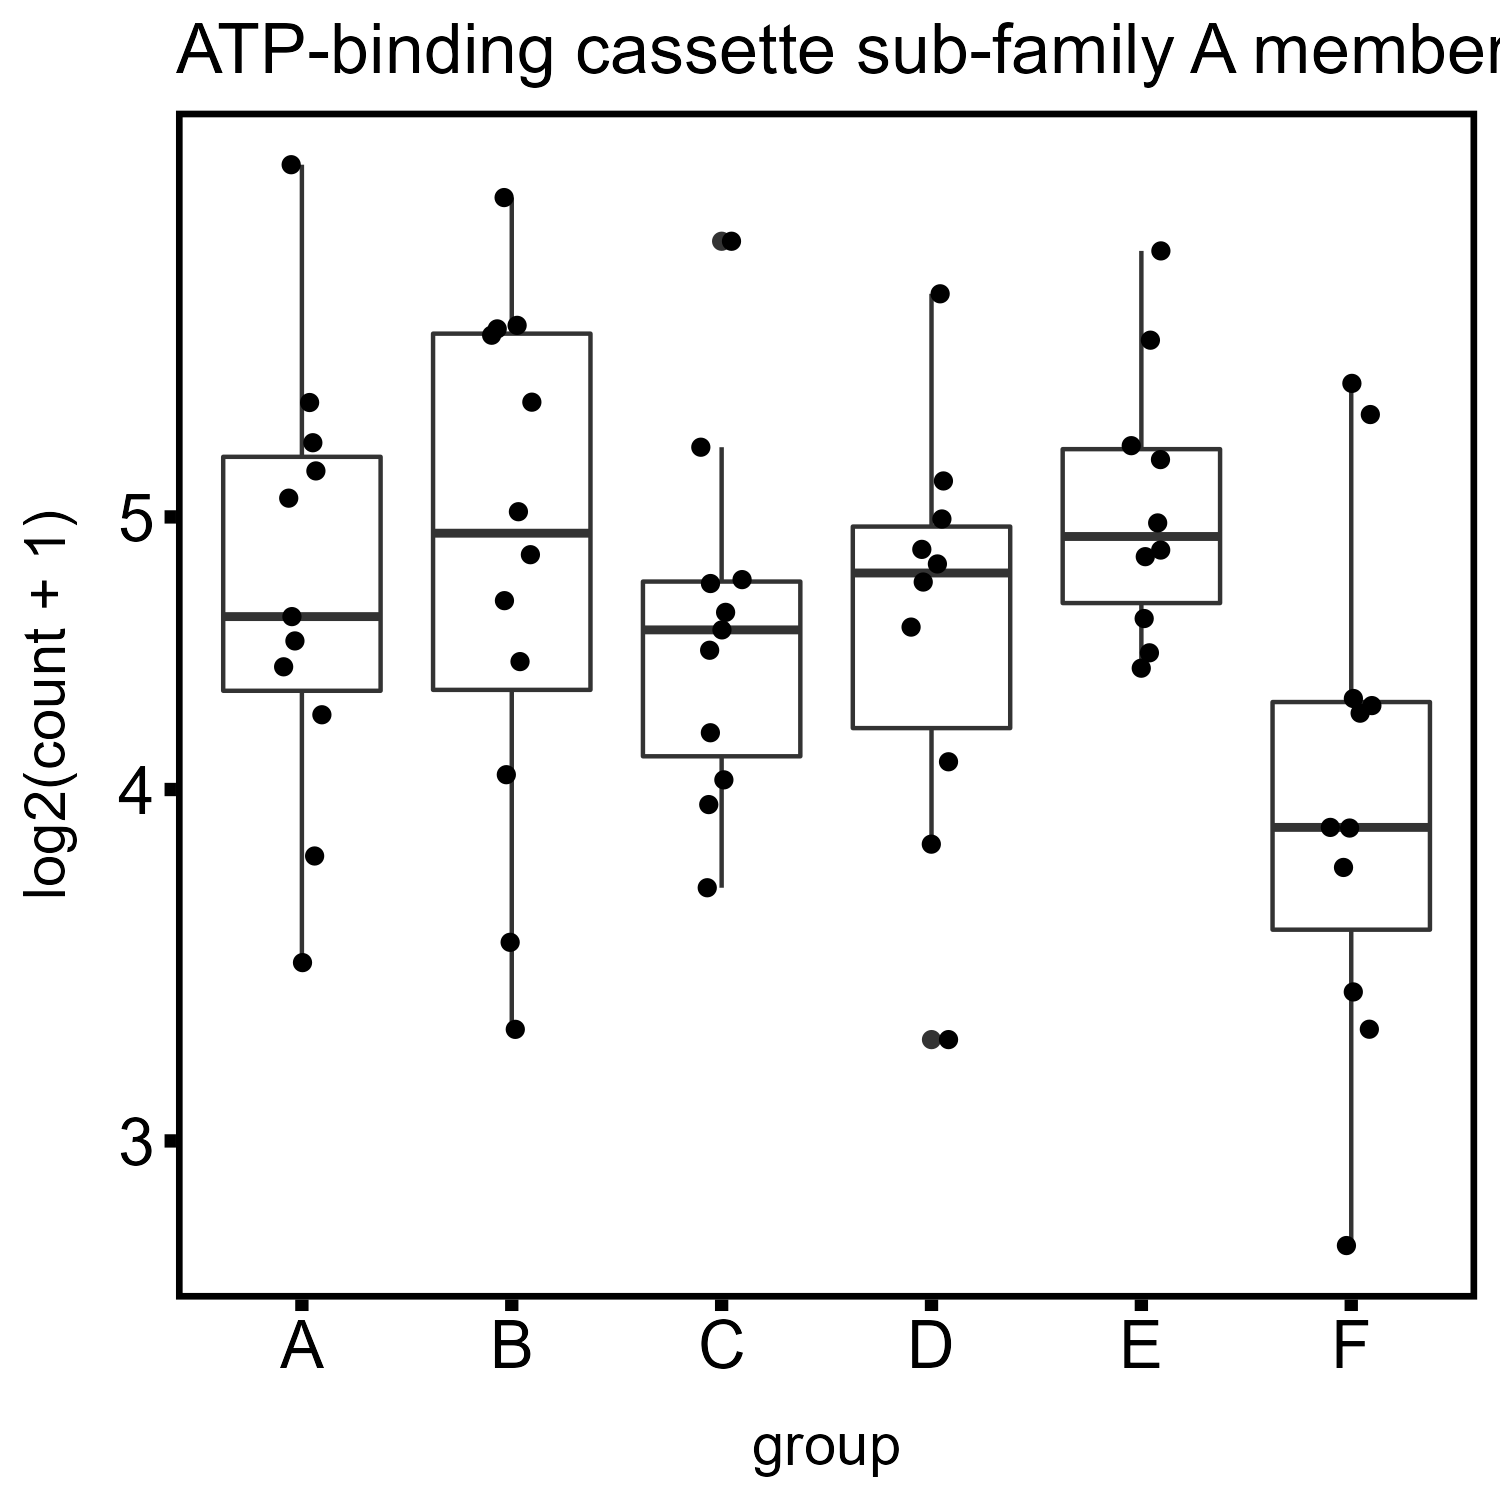 ATP-binding cassette sub-family A member
log2(count + 1)
5
4
3
A B C D E F
group